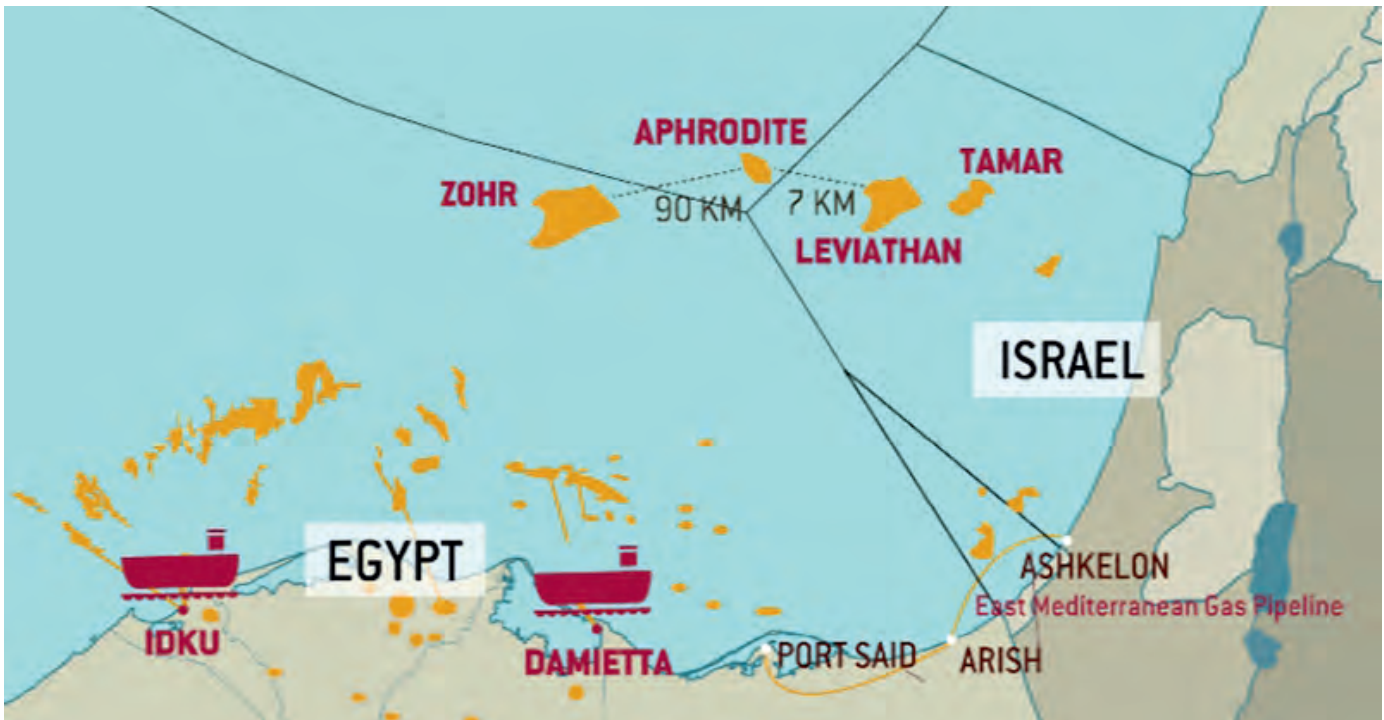 APHRODITE
TAMAR
ZOHR
90 KM
7 KM
LEVIATHAN
ISRAEL
EGYPT
ASHKELON
East Mediterranean Gas Pipeline
IDKU
DAMIETTA
PORT SAID
ARISH